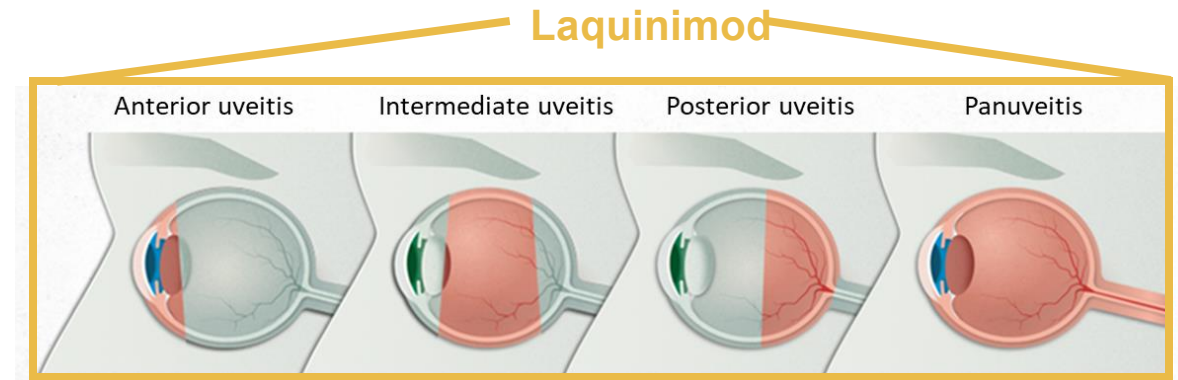 Laquinimod
Anterior uveitis
Intermediate uveitis
Posterior uveitis
Panuveitis